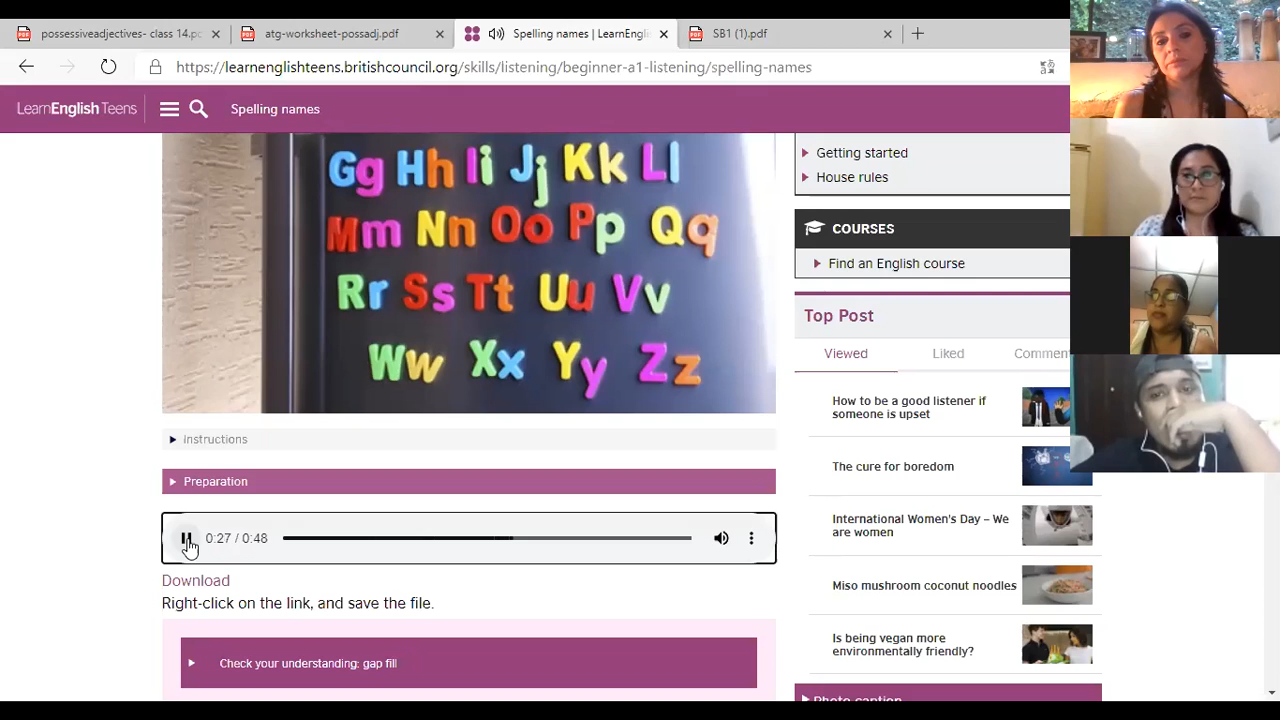 possessiveadjectives- class 14.pc
atg-worksheet-possadj.pdf
Spelling names | LearnEngli
SB1 (1).pdf
https://learnenglishteens.britishcouncil.org/skills/listening/beginner-a1-listening/spelling-names
LearnEnglish Teens
Spelling names
Gg Hh Ii Jj Kk Ll
Mm Nn Oo Pp Qq
Rr Ss Tt Uu Vv
Ww Xx Yy Zz
Instructions
Preparation
0:27 / 0:48
Download
Right-click on the link, and save the file.
Check your understanding: gap fill
Getting started
House rules
COURSES
Find an English course
Top Post
Viewed
Liked
Commen
How to be a good listener if
someone is upset
The cure for boredom
International Women's Day – We
are women
Miso mushroom coconut noodles
Is being vegan more
environmentally friendly?
Photo caption